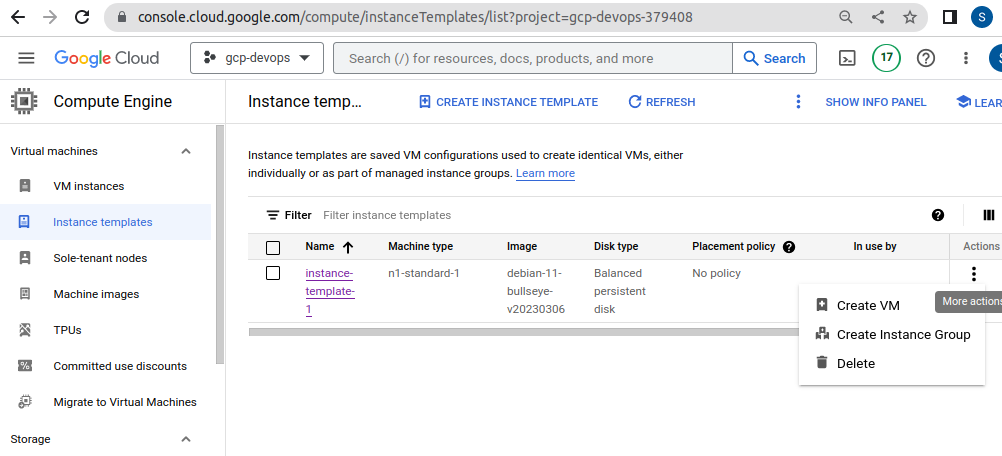 console.cloud.google.com/compute/instanceTemplates/list?project=gcp-devops-379408
S
Google Cloud
gcp-devops
Search (/) for resources, docs, products, and more
Search
17
S
Compute Engine
Instance temp...
CREATE INSTANCE TEMPLATE
REFRESH
SHOW INFO PANEL
LEAR
Virtual machines
VM instances
Instance templates
Sole-tenant nodes
Machine images
TPUs
Committed use discounts
Migrate to Virtual Machines
Storage
Instance templates are saved VM configurations used to create identical VMs, either
individually or as part of managed instance groups. Learn more
Filter
Filter instance templates
Name
Machine type
Image
Disk type
Placement policy
In use by
Actions
instance-
template-
1
n1-standard-1
debian-11-
bullseye-
v20230306
Balanced
persistent
disk
No policy
More actions
Create VM
Create Instance Group
Delete